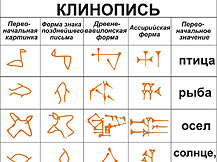 КЛИНОПИСЬ
Перво-
начальная
картинка
Форма знака
позднейшего
письма
Древне-
вавилонская
форма
Ассирийская
форма
Перво-
начальное
значение
птица
рыба
осел
солнце,